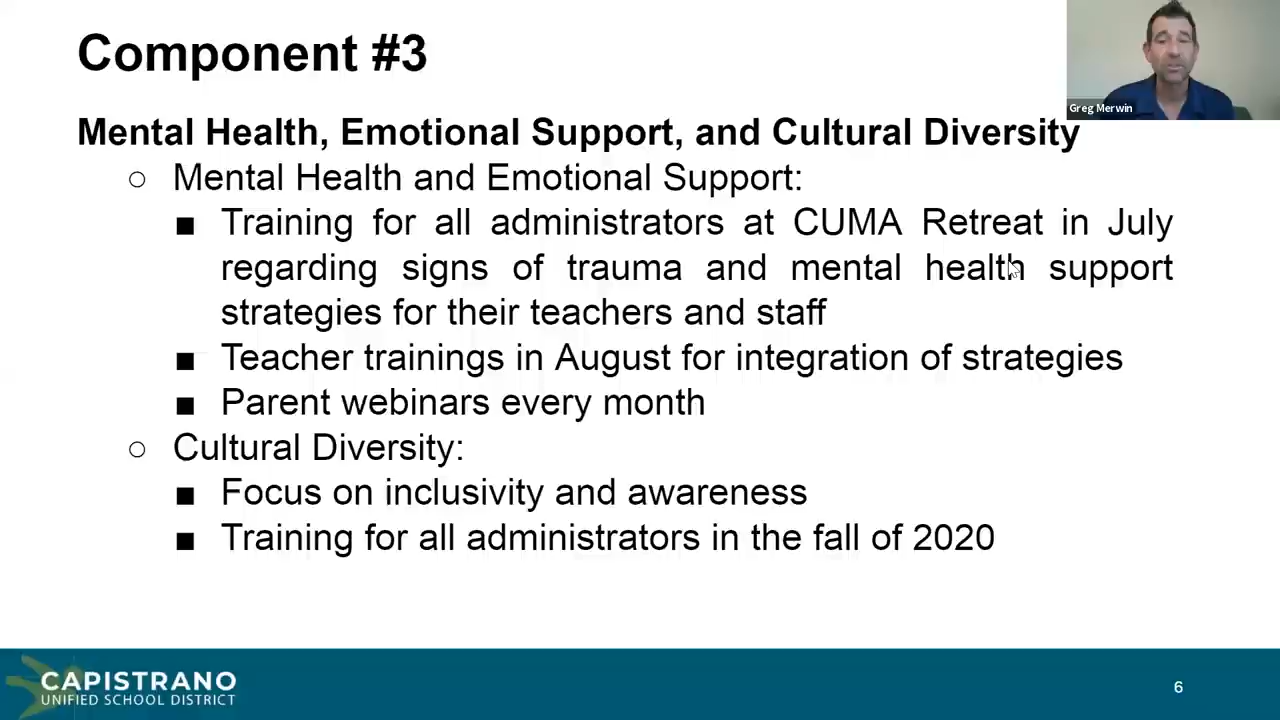 Component #3
Greg Merwin
Mental Health, Emotional Support, and Cultural Diversity
○ Mental Health and Emotional Support:
■ Training for all administrators at CUMA Retreat in July
regarding signs of trauma and mental health support
strategies for their teachers and staff
■ Teacher trainings in August for integration of strategies
■ Parent webinars every month
○ Cultural Diversity:
■ Focus on inclusivity and awareness
■ Training for all administrators in the fall of 2020
CAPISTRANO
UNIFIED SCHOOL DISTRICT
6